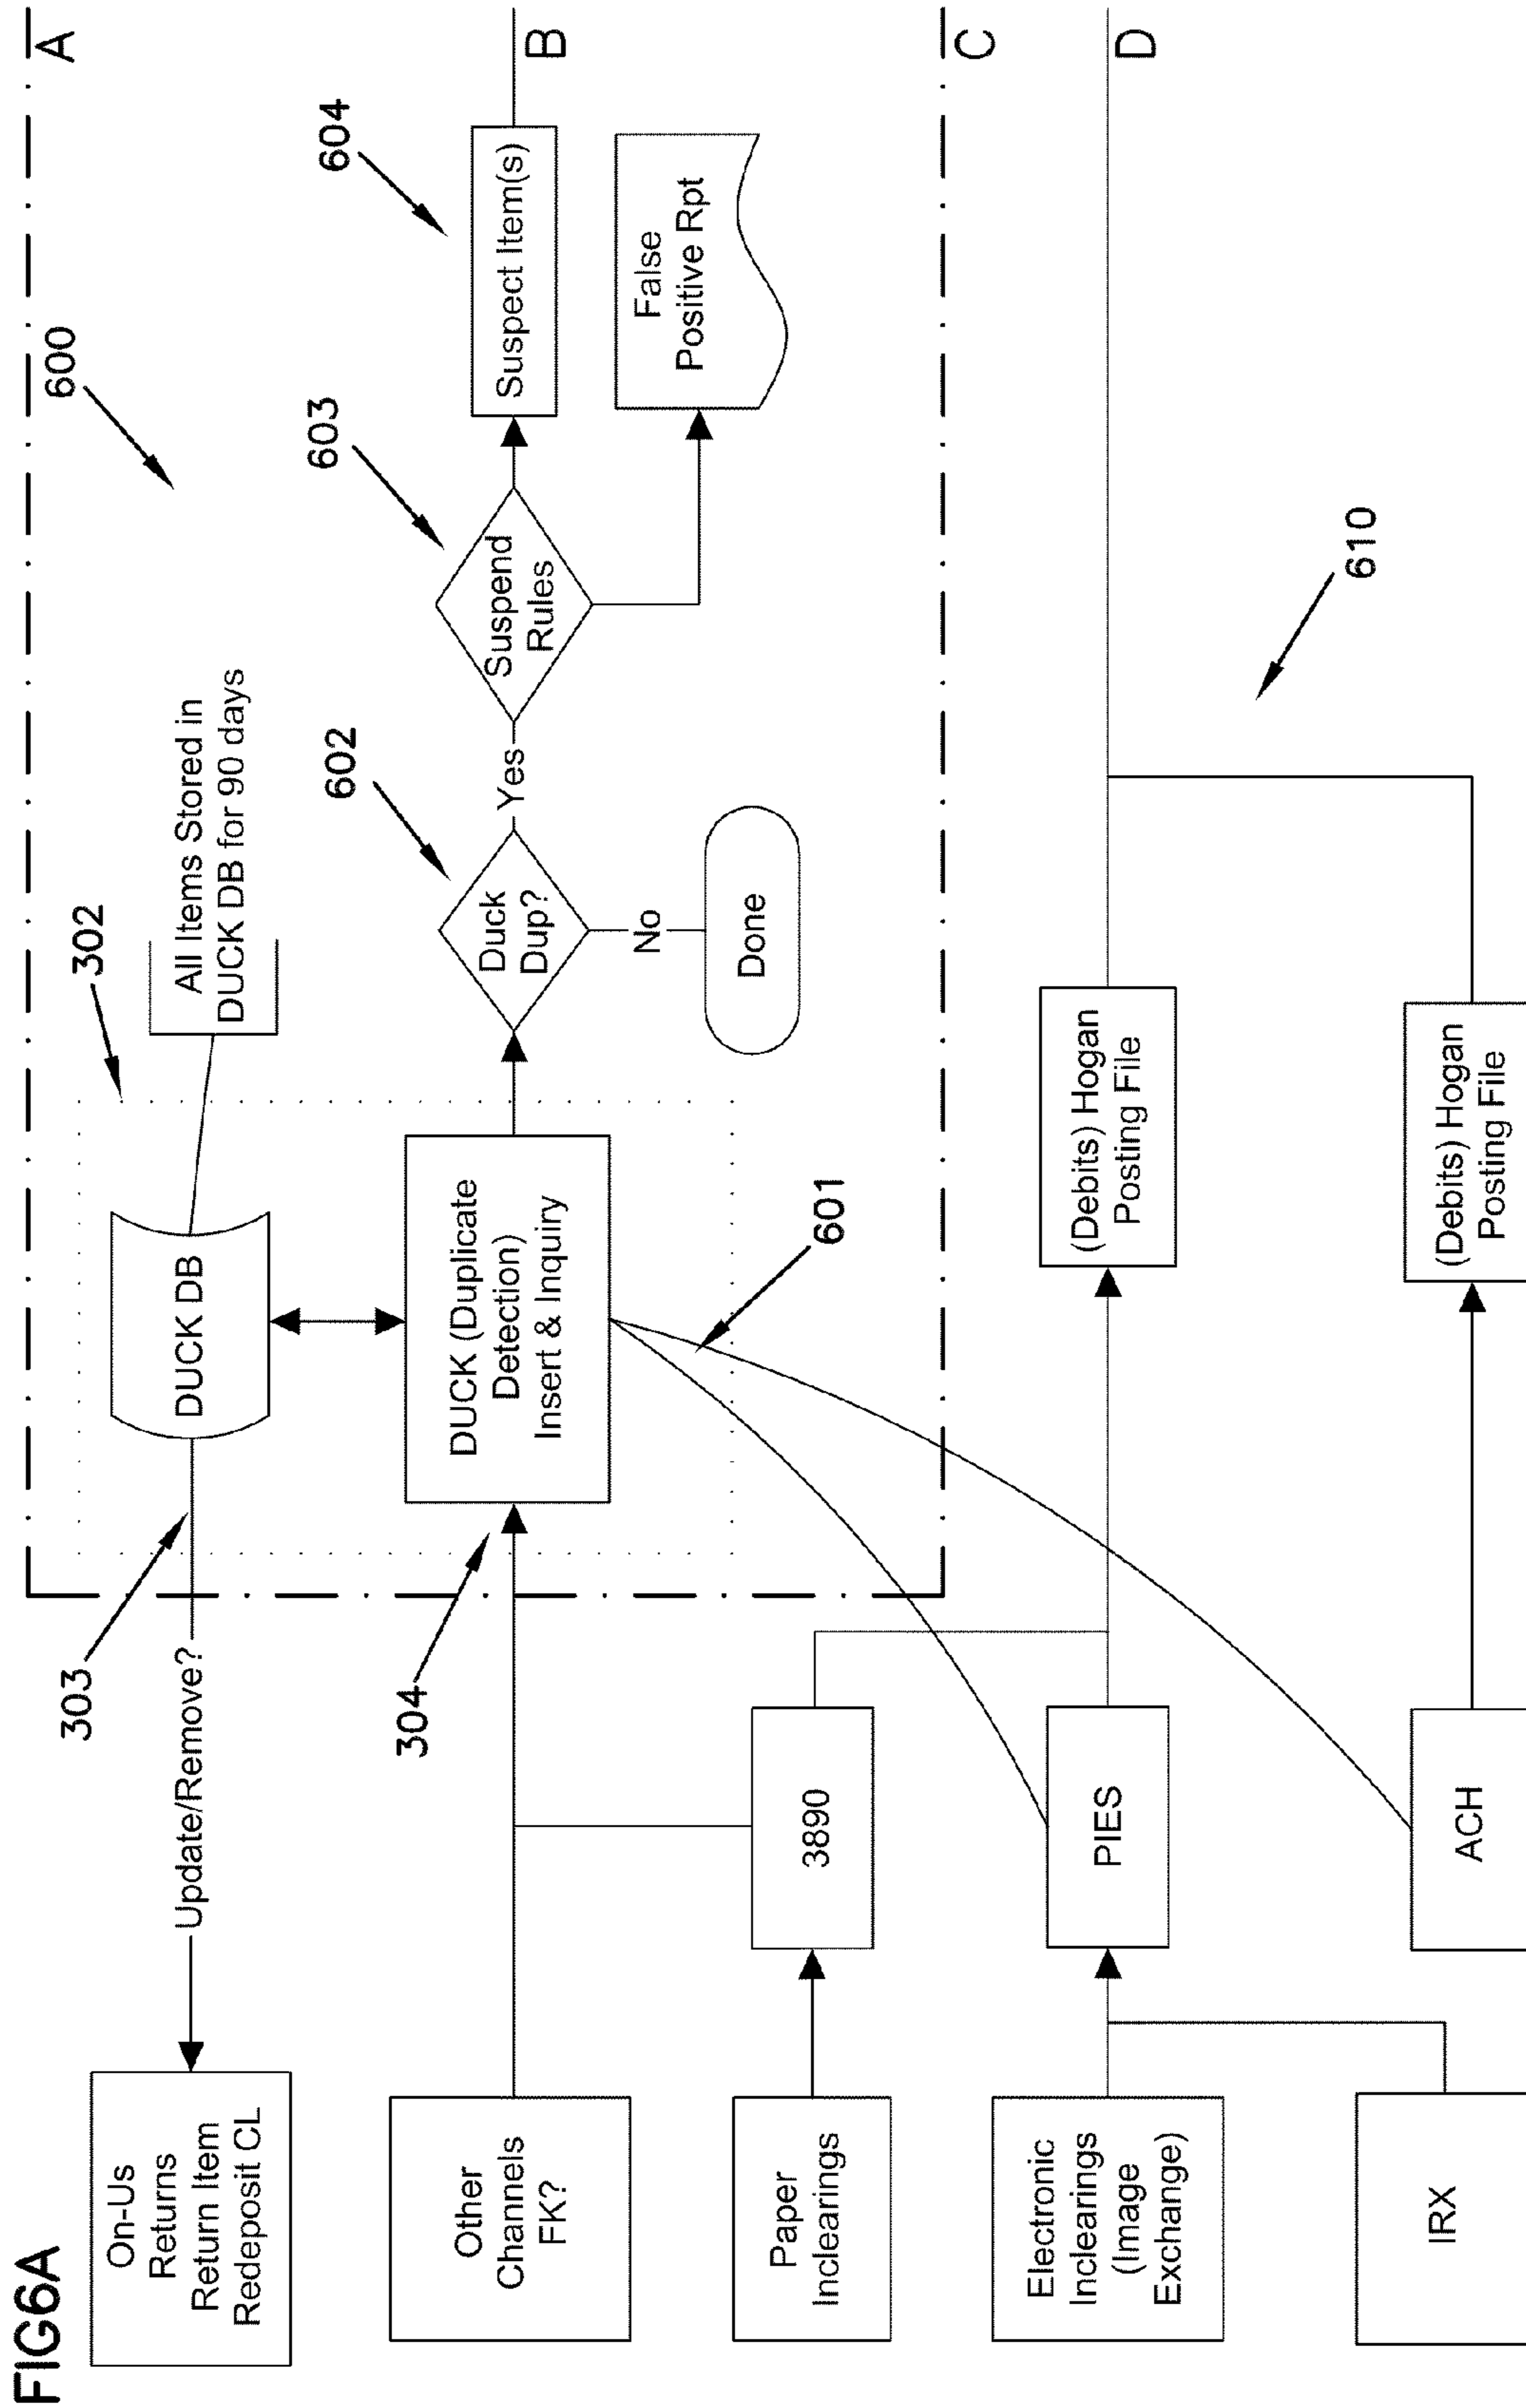 FIG6A
A
600
302
All Items Stored in
DUCK DB for 90 days
303
DUCK DB
Update/Remove?
On-Us
Returns
Return Item
Redeposit CL
604
B
Suspect Item(s)
603
Suspend
Rules
Yes
602
Duck
Dup?
304
DUCK (Duplicate
Detection)
Insert & Inquiry
Other
Channels
FK?
False
Positive Rpt
No
Done
601
3890
Paper
Inclearings
C
D
(Debits) Hogan
Posting File
PIES
Electronic
Inclearings
(Image
Exchange)
610
(Debits) Hogan
Posting File
ACH
IRX